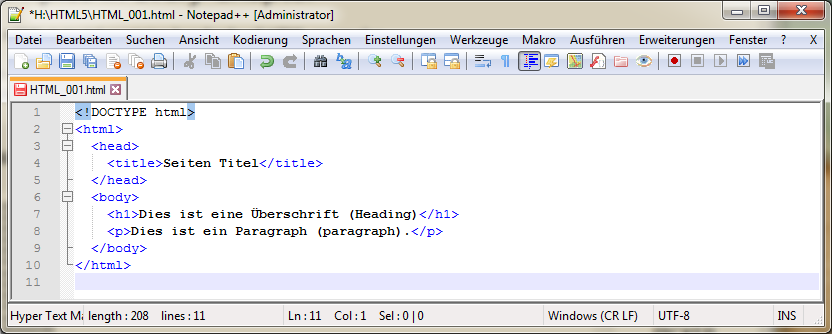 *H:\HTML5\HTML_001.html - Notepad++ [Administrator]
Datei Bearbeiten Suchen Ansicht Kodierung Sprachen Einstellungen Werkzeuge Makro Ausführen Erweiterungen Fenster ? X
HTML_001.html
1 <!DOCTYPE html>
2 <html>
3 <head>
4 <title>Seiten Titel</title>
5 </head>
6 <body>
7 <h1>Dies ist eine Überschrift (Heading)</h1>
8 <p>Dies ist ein Paragraph (paragraph).</p>
9 </body>
10 </html>
11
Hyper Text Ma length : 208 lines : 11 Ln : 11 Col : 1 Sel : 0 | 0 Windows (CR LF) UTF-8 INS